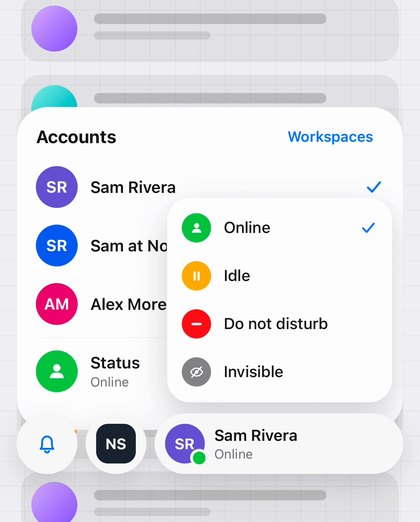 Accounts
Workspaces
SR
Sam Rivera
SR
Sam at No
Online
Idle
AM
Alex More
Do not disturb
Status
Online
Invisible
NS
SR
Sam Rivera
Online